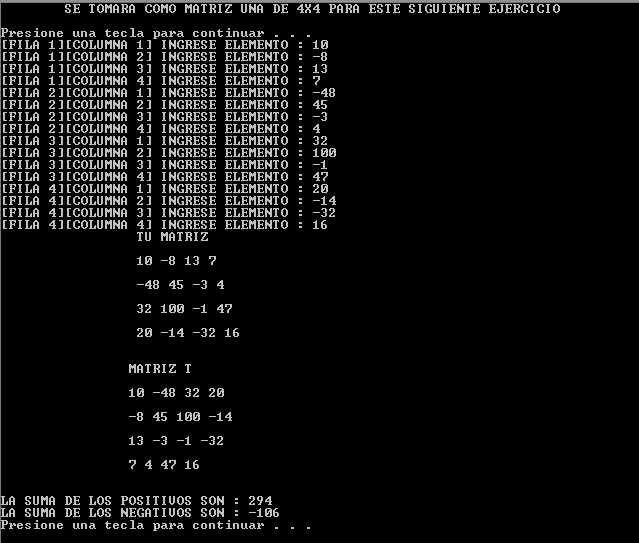 SE TOMARA COMO MATRIZ UNA DE 4X4 PARA ESTE SIGUIENTE EJERCICIO
Presione una tecla para continuar . . .
[FILA 1][COLUMNA 1] INGRESE ELEMENTO : 10
[FILA 1][COLUMNA 2] INGRESE ELEMENTO : -8
[FILA 1][COLUMNA 3] INGRESE ELEMENTO : 13
[FILA 1][COLUMNA 4] INGRESE ELEMENTO : 7
[FILA 2][COLUMNA 1] INGRESE ELEMENTO : -48
[FILA 2][COLUMNA 2] INGRESE ELEMENTO : 45
[FILA 2][COLUMNA 3] INGRESE ELEMENTO : -3
[FILA 2][COLUMNA 4] INGRESE ELEMENTO : 4
[FILA 3][COLUMNA 1] INGRESE ELEMENTO : 32
[FILA 3][COLUMNA 2] INGRESE ELEMENTO : 100
[FILA 3][COLUMNA 3] INGRESE ELEMENTO : -1
[FILA 3][COLUMNA 4] INGRESE ELEMENTO : 47
[FILA 4][COLUMNA 1] INGRESE ELEMENTO : 20
[FILA 4][COLUMNA 2] INGRESE ELEMENTO : -14
[FILA 4][COLUMNA 3] INGRESE ELEMENTO : -32
[FILA 4][COLUMNA 4] INGRESE ELEMENTO : 16
TU MATRIZ
10 -8 13 7
-48 45 -3 4
32 100 -1 47
20 -14 -32 16
MATRIZ T
10 -48 32 20
-8 45 100 -14
13 -3 -1 -32
7 4 47 16
LA SUMA DE LOS POSITIVOS SON : 294
LA SUMA DE LOS NEGATIVOS SON : -106
Presione una tecla para continuar . . .